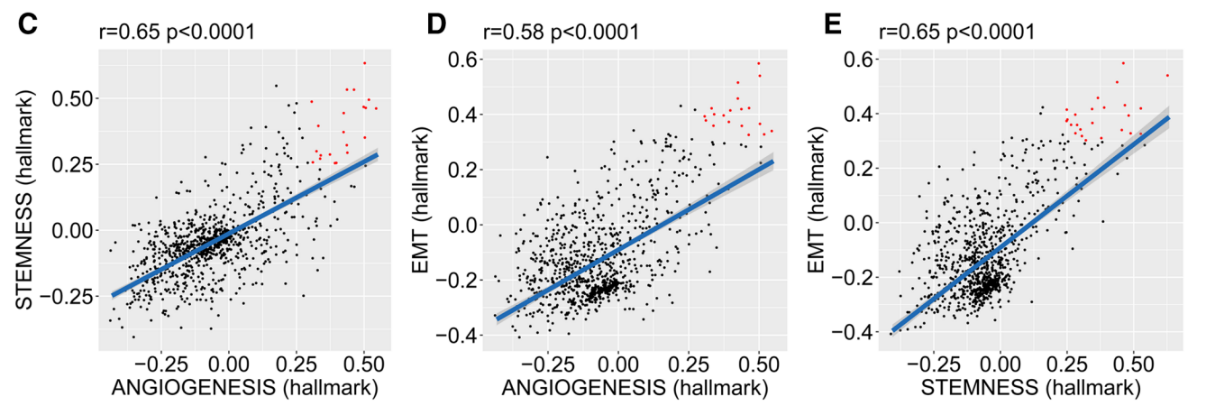 C
r=0.65 p<0.0001
STEMNESS (hallmark)
0.50
0.25
0.00
−0.25
−0.25 0.00 0.25 0.50
ANGIOGENESIS (hallmark)
D
r=0.58 p<0.0001
EMT (hallmark)
0.6
0.4
0.2
0.0
−0.2
−0.4
−0.25 0.00 0.25 0.50
ANGIOGENESIS (hallmark)
E
r=0.65 p<0.0001
EMT (hallmark)
0.6
0.4
0.2
0.0
−0.2
−0.4
−0.25 0.00 0.25 0.50
STEMNESS (hallmark)